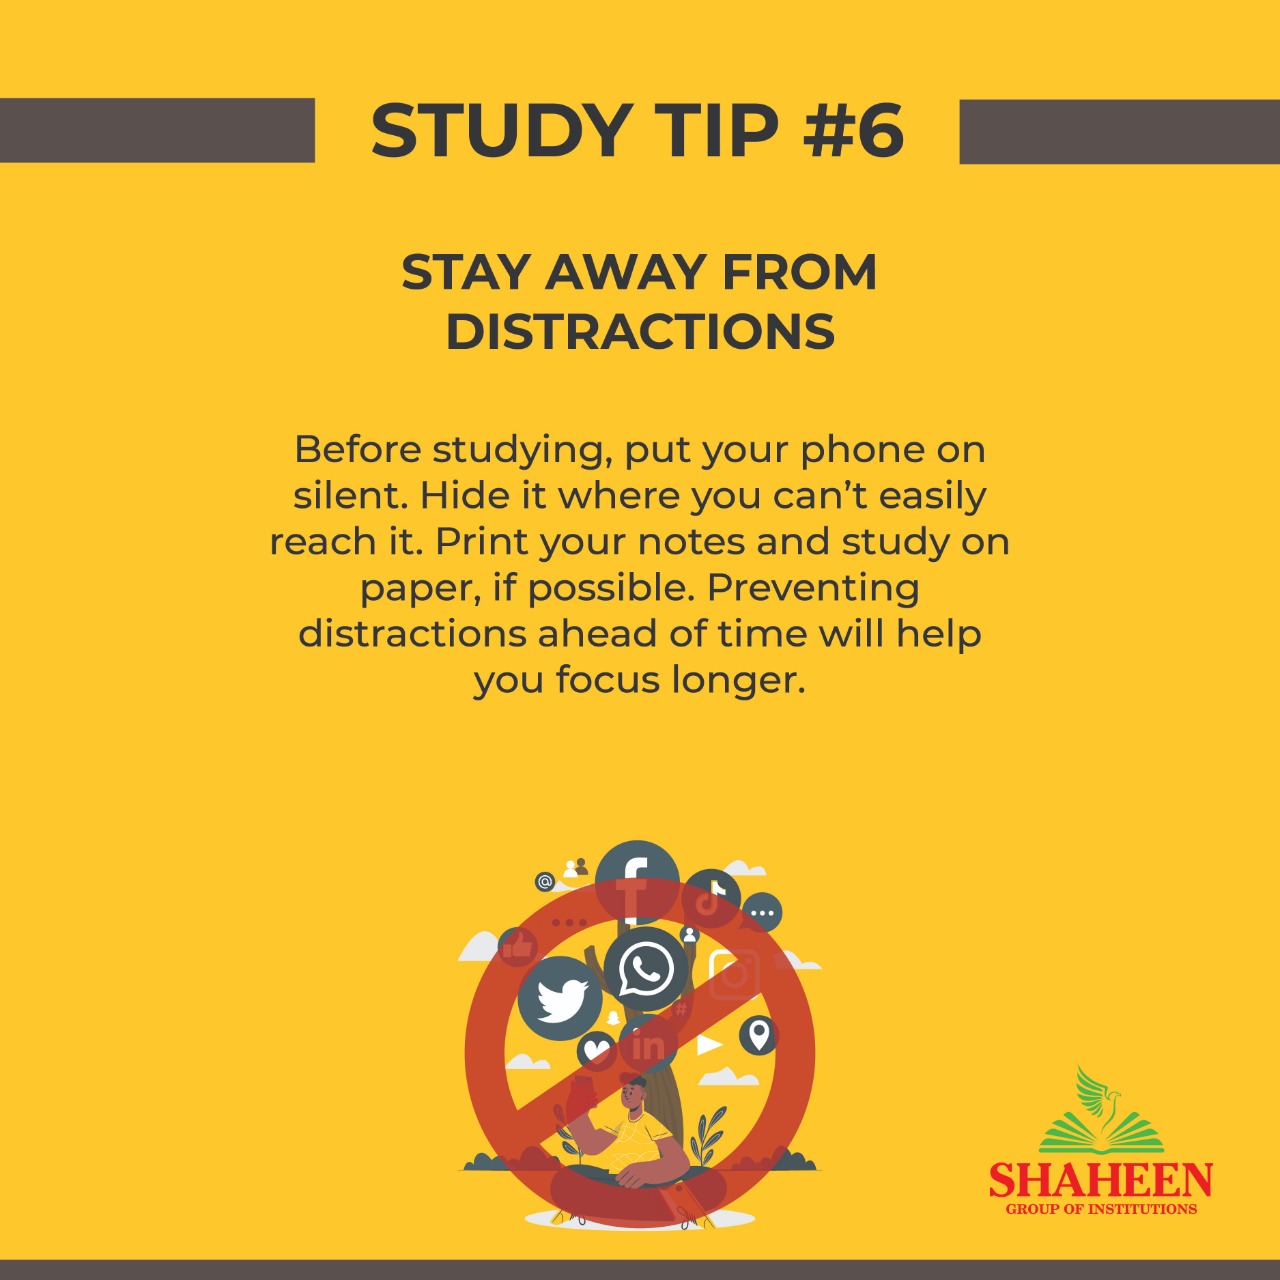 STUDY TIP #6
STAY AWAY FROM
DISTRACTIONS
Before studying, put your phone on
silent. Hide it where you can’t easily
reach it. Print your notes and study on
paper, if possible. Preventing
distractions ahead of time will help
you focus longer.
@
f
#
in
SHAHEEN
GROUP OF INSTITUTIONS